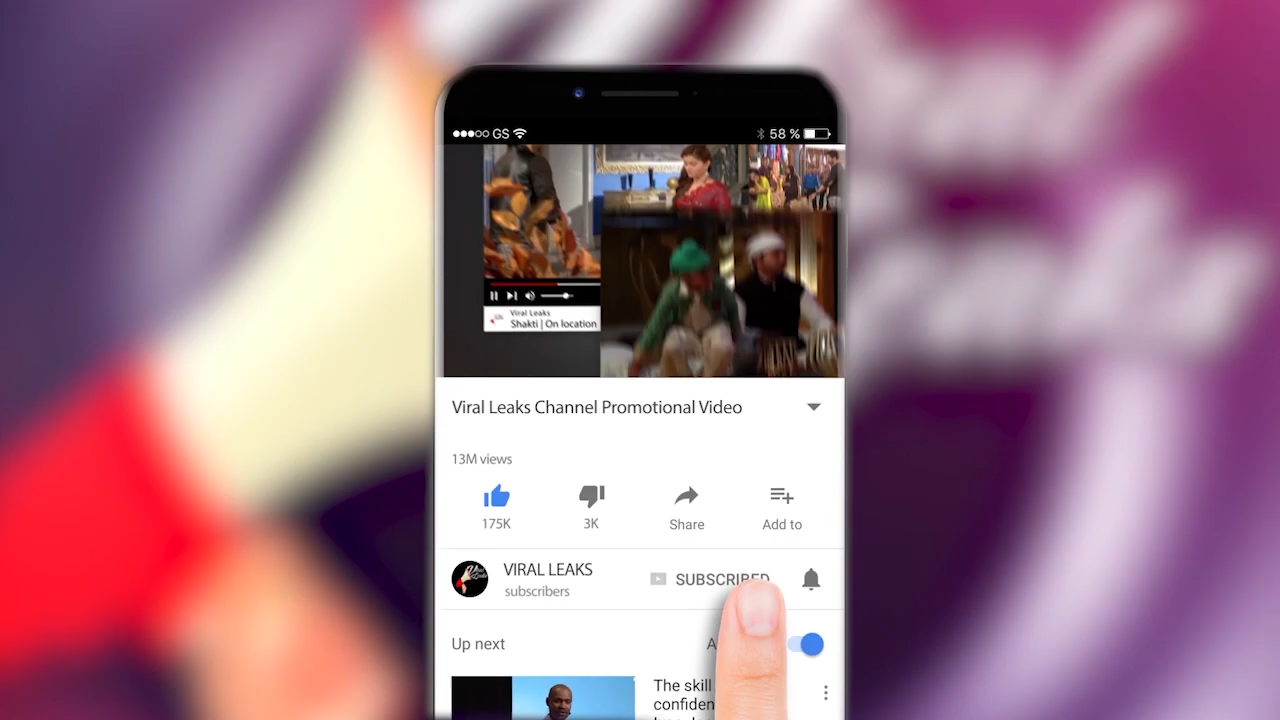 GS
58 %
Viral Leaks
Shakti | On location
Viral Leaks Channel Promotional Video
13M views
175K
3K
Share
Add to
VIRAL LEAKS
subscribers
SUBSCRIBED
Up next
The skill